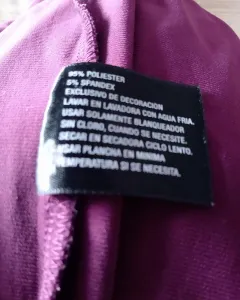 95% POLIESTER
5% SPANDEX
EXCLUSIVO DE DECORACION
LAVAR EN LAVADORA CON AGUA FRIA.
USAR SOLAMENTE BLANQUEADOR
SIN CLORO, CUANDO SE NECESITE.
SECAR EN SECADORA CICLO LENTO.
USAR PLANCHA EN MINIMA
TEMPERATURA SI SE NECESITA.